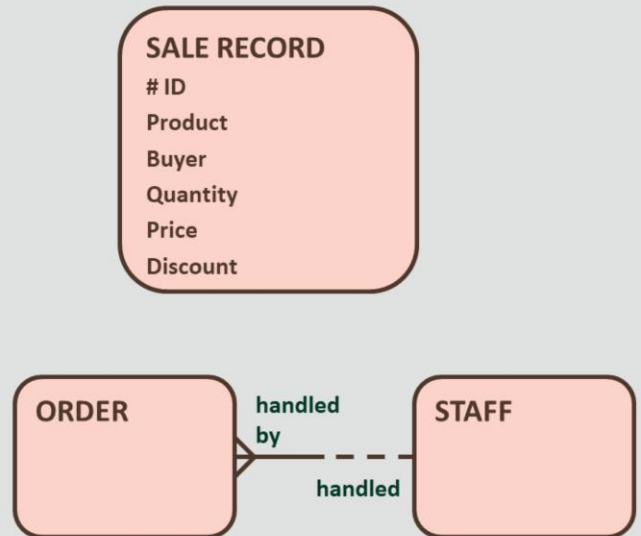 SALE RECORD
# ID
Product
Buyer
Quantity
Price
Discount
ORDER
handled
by
handled
STAFF